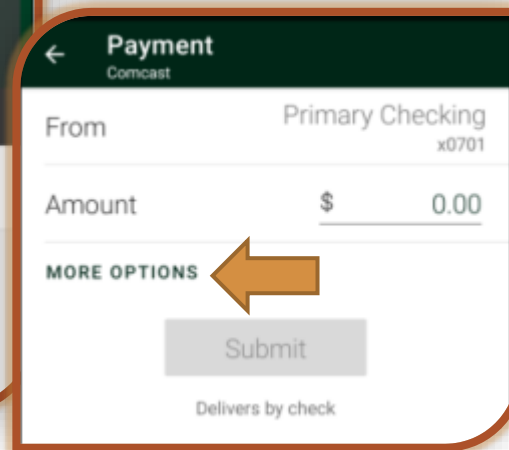 Payment
Comcast
From
Primary Checking
x0701
Amount
$ 0.00
MORE OPTIONS
Submit
Delivers by check